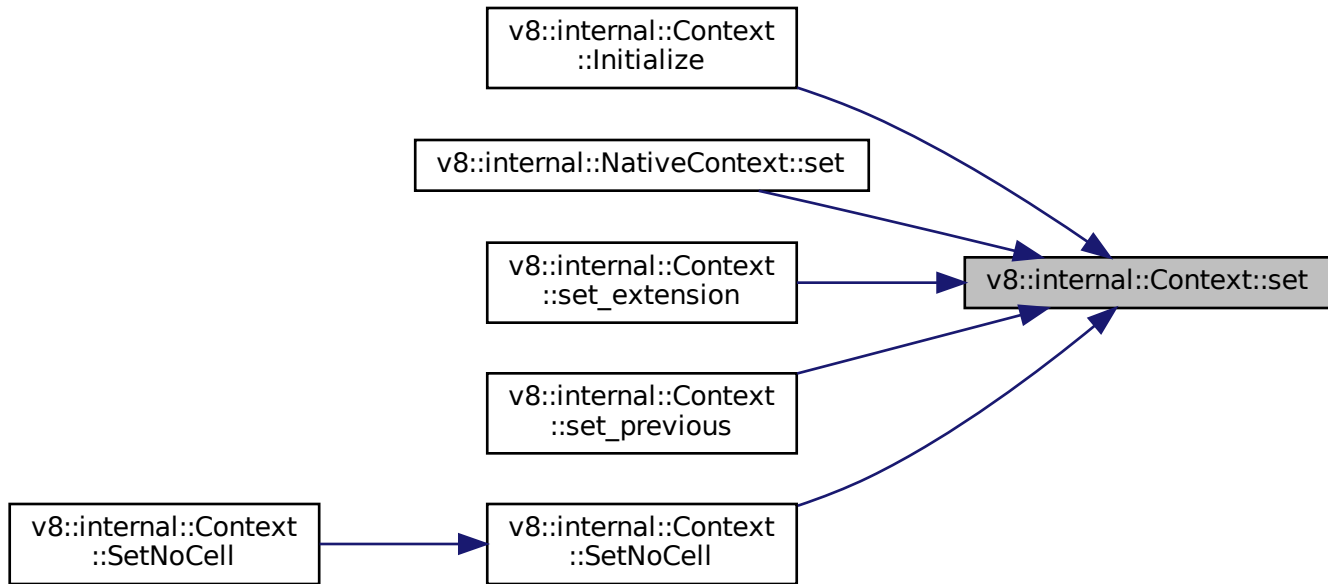 v8::internal::Context
::Initialize
v8::internal::NativeContext::set
v8::internal::Context
::set_extension
v8::internal::Context::set
v8::internal::Context
::set_previous
v8::internal::Context
::SetNoCell
v8::internal::Context
::SetNoCell